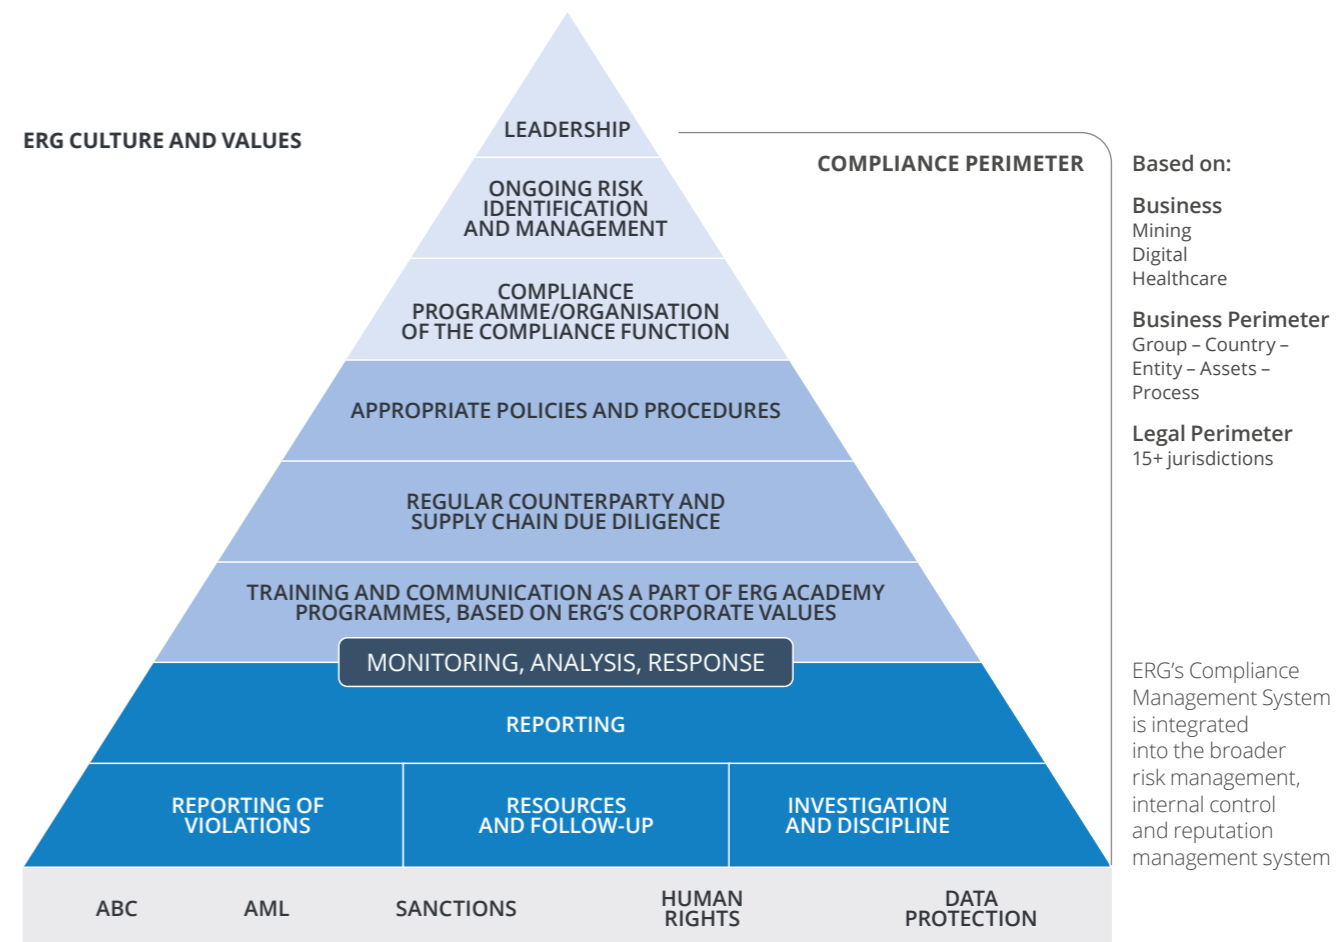 ERG CULTURE AND VALUES
LEADERSHIP
ONGOING RISK
IDENTIFICATION
AND MANAGEMENT
COMPLIANCE
PROGRAMME/ORGANISATION
OF THE COMPLIANCE FUNCTION
APPROPRIATE POLICIES AND PROCEDURES
REGULAR COUNTERPARTY AND
SUPPLY CHAIN DUE DILIGENCE
TRAINING AND COMMUNICATION AS A PART OF ERG ACADEMY
PROGRAMMES, BASED ON ERG'S CORPORATE VALUES
MONITORING, ANALYSIS, RESPONSE
REPORTING
REPORTING OF
VIOLATIONS
RESOURCES
AND FOLLOW-UP
INVESTIGATION
AND DISCIPLINE
ABC
AML
SANCTIONS
HUMAN
RIGHTS
DATA
PROTECTION
COMPLIANCE PERIMETER
Based on:
Business
Mining
Digital
Healthcare
Business Perimeter
Group – Country –
Entity – Assets –
Process
Legal Perimeter
15+ jurisdictions
ERG's Compliance
Management System
is integrated
into the broader
risk management,
internal control
and reputation
management system